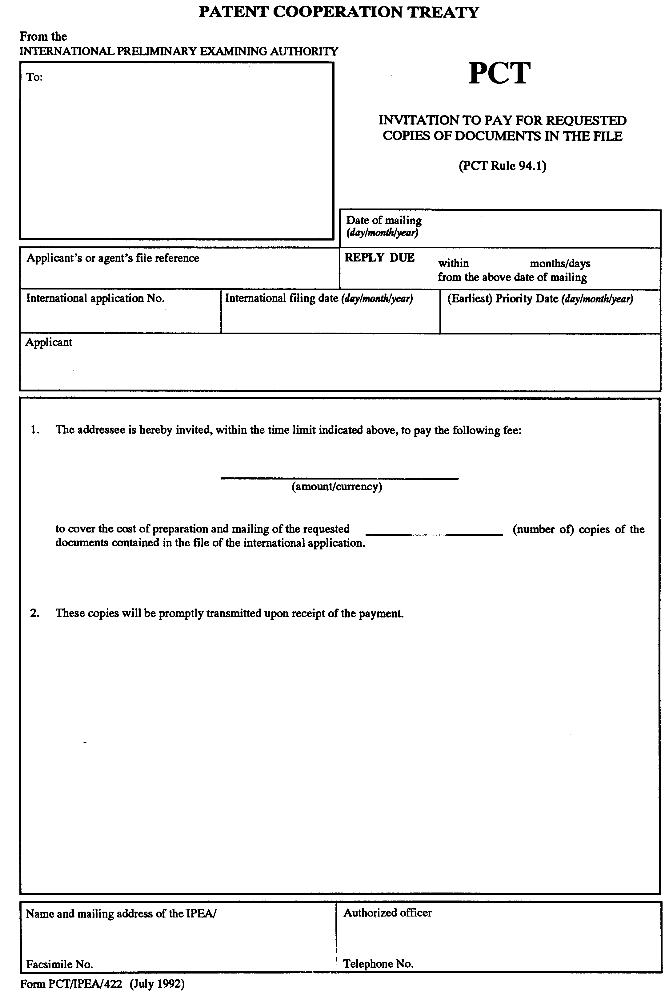 PATENT COOPERATION TREATY
From the
INTERNATIONAL PRELIMINARY EXAMINING AUTHORITY
To:
PCT
INVITATION TO PAY FOR REQUESTED
COPIES OF DOCUMENTS IN THE FILE
(PCT Rule 94.1)
Date of mailing
(day/month/year)
Applicant's or agent's file reference
REPLY DUE
within months/days
from the above date of mailing
International application No.
International filing date (day/month/year)
(Earliest) Priority Date (day/month/year)
Applicant
1. The addressee is hereby invited, within the time limit indicated above, to pay the following fee:
(amount/currency)
to cover the cost of preparation and mailing of the requested (number of) copies of the
documents contained in the file of the international application.
2. These copies will be promptly transmitted upon receipt of the payment.
Name and mailing address of the IPEA/
Facsimile No.
Authorized officer
Telephone No.
Form PCT/IPEA/422 (July 1992)